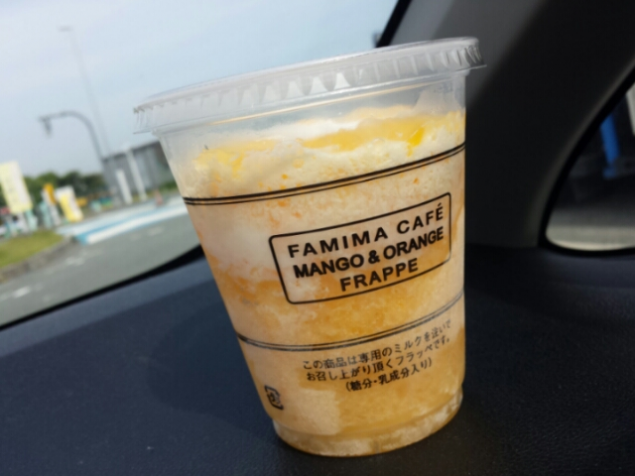 FAMIMA CAFÉ
MANGO & ORANGE
FRAPPE
この商品は専用のミルクを注いで
お召し上がり頂くフラッペです。
(糖分・乳成分入り)